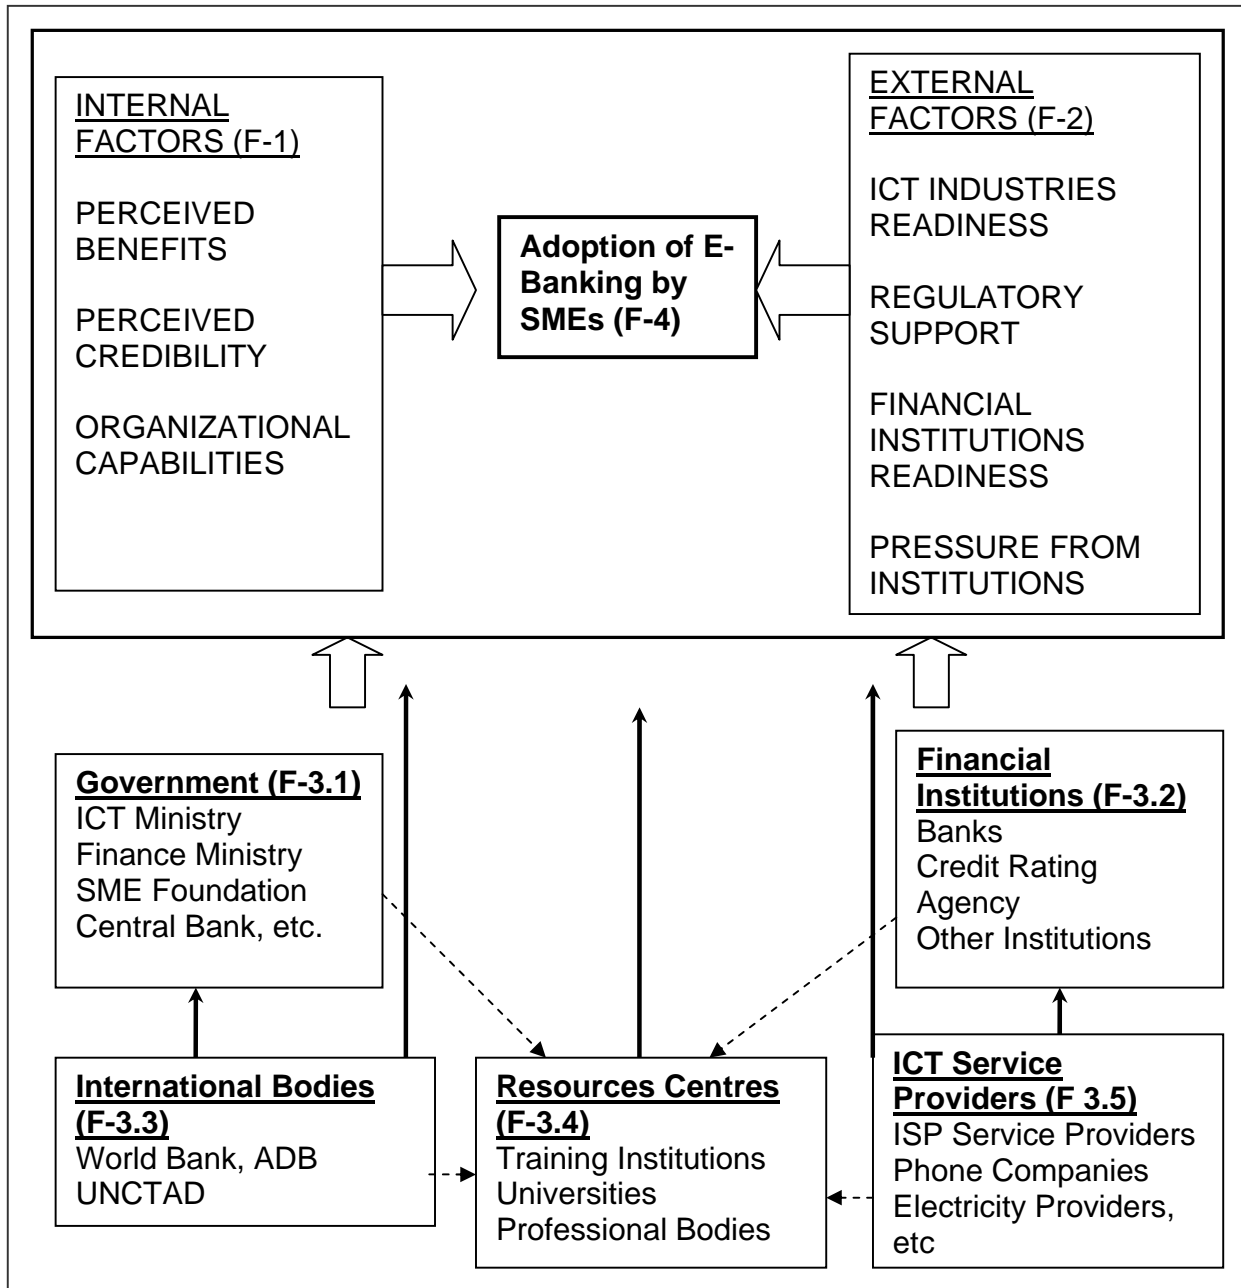 INTERNAL
FACTORS (F-1)
PERCEIVED
BENEFITS
PERCEIVED
CREDIBILITY
ORGANIZATIONAL
CAPABILITIES
Adoption of E-
Banking by
SMEs (F-4)
EXTERNAL
FACTORS (F-2)
ICT INDUSTRIES
READINESS
REGULATORY
SUPPORT
FINANCIAL
INSTITUTIONS
READINESS
PRESSURE FROM
INSTITUTIONS
Government (F-3.1)
ICT Ministry
Finance Ministry
SME Foundation
Central Bank, etc.
Financial
Institutions (F-3.2)
Banks
Credit Rating
Agency
Other Institutions
International Bodies
(F-3.3)
World Bank, ADB
UNCTAD
Resources Centres
(F-3.4)
Training Institutions
Universities
Professional Bodies
ICT Service
Providers (F 3.5)
ISP Service Providers
Phone Companies
Electricity Providers,
etc